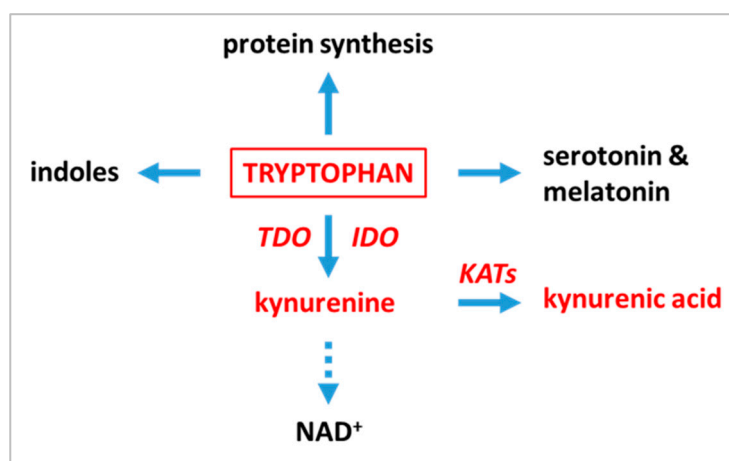 protein synthesis
indoles
TRYPTOPHAN
serotonin &
melatonin
TDO
IDO
KATs
kynurenine
kynurenic acid
NAD⁺